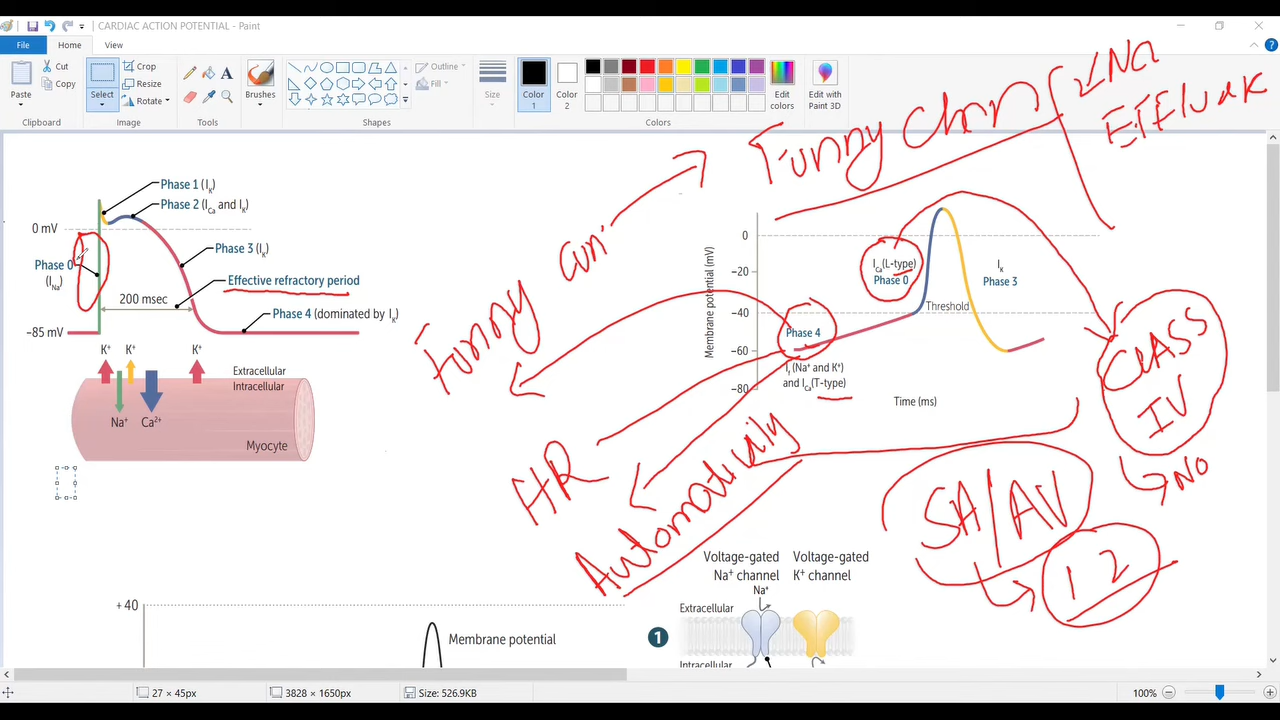 CARDIAC ACTION POTENTIAL - Paint
File
Home
View
Paste
Cut
Copy
Clipboard
Select
Crop
Resize
Rotate
Image
Tools
Brushes
Shapes
Outline
Fill
Size
Color 1
Color 2
Colors
Edit colors
Edit with Paint 3D
Funny Chan
Na
Phase 1 (IK)
Phase 2 (ICa and IK)
0 mV
Phase 3 (IK)
Phase 0
(INa)
Effective refractory period
200 msec
Phase 4 (dominated by IK)
−85 mV
K+
K+
K+
Extracellular
Intracellular
Na+
Ca2+
Myocyte
Funny curr
HR
Automaticity
Membrane potential (mV)
0
−20
−40
−60
−80
ICa(L-type)
Phase 0
IK
Phase 3
Threshold
Phase 4
If (Na+ and K+)
and ICa(T-type)
Time (ms)
CLASS
IV
NO
SA/AV
1 2
+ 40
Membrane potential
Voltage-gated
Na+ channel
Voltage-gated
K+ channel
Na+
Extracellular
1
Intracellular
27 × 45px
3828 × 1650px
Size: 526.9KB
100%